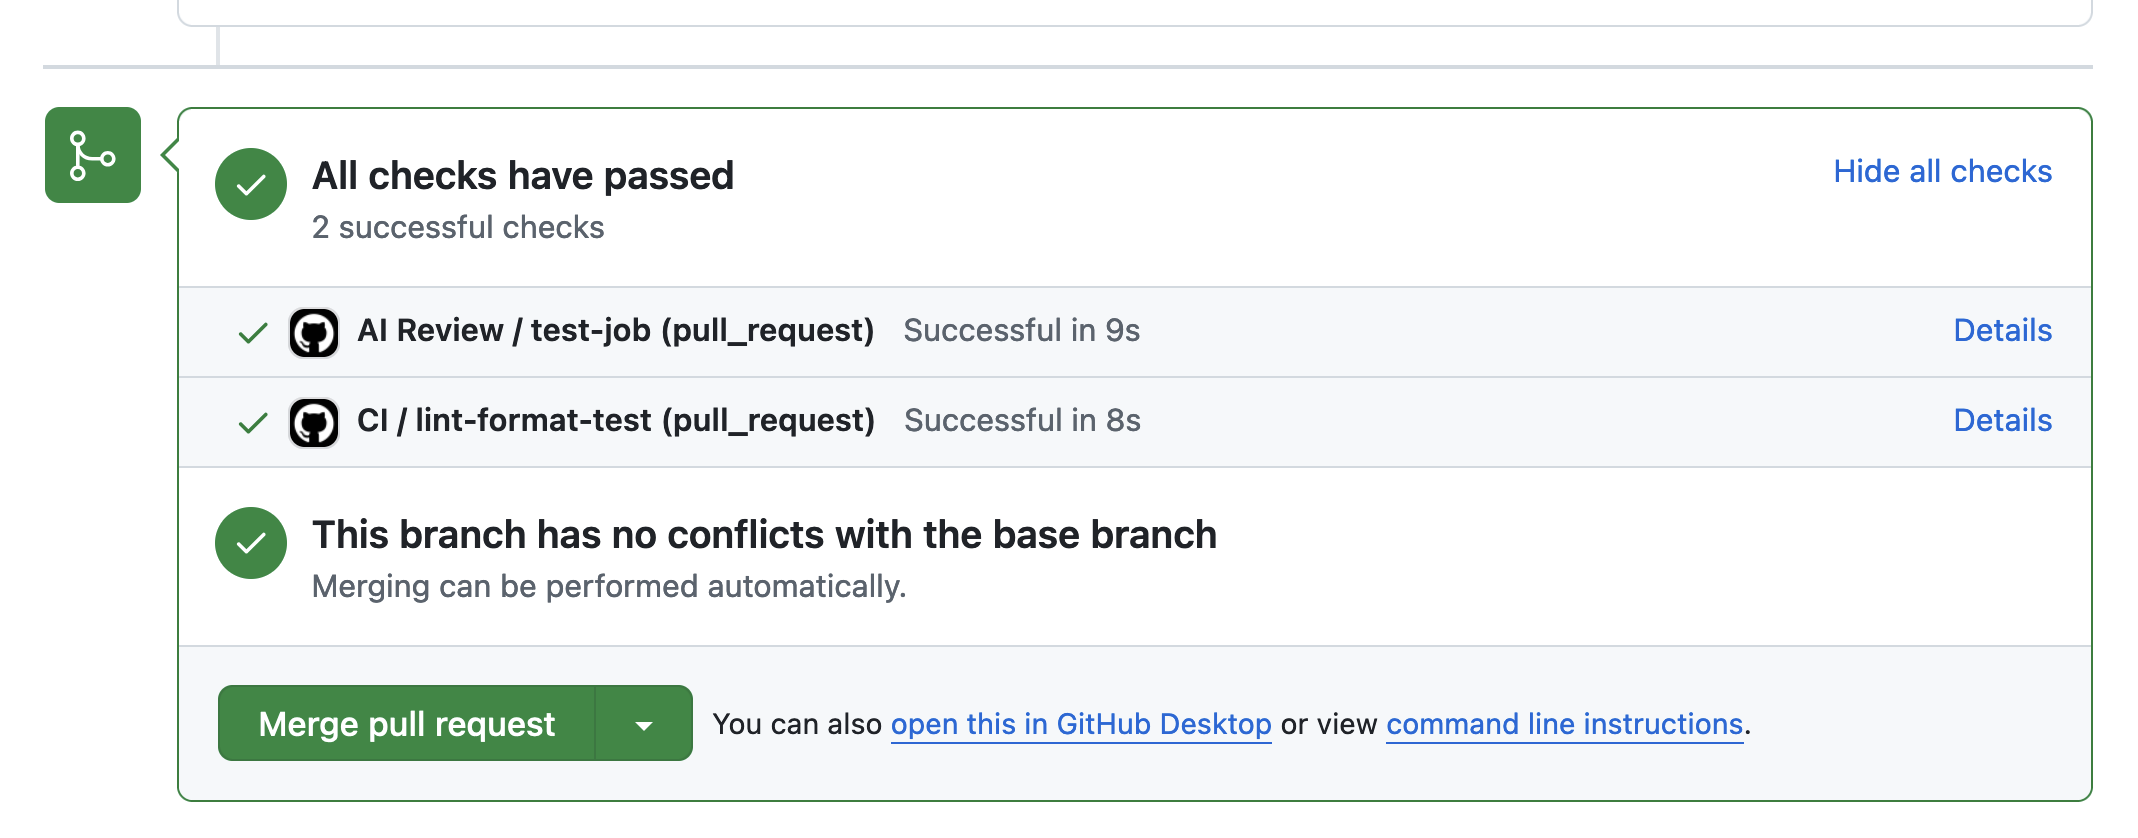 All checks have passed
Hide all checks
2 successful checks
AI Review / test-job (pull_request) Successful in 9s Details
CI / lint-format-test (pull_request) Successful in 8s Details
This branch has no conflicts with the base branch
Merging can be performed automatically.
Merge pull request You can also open this in GitHub Desktop or view command line instructions.